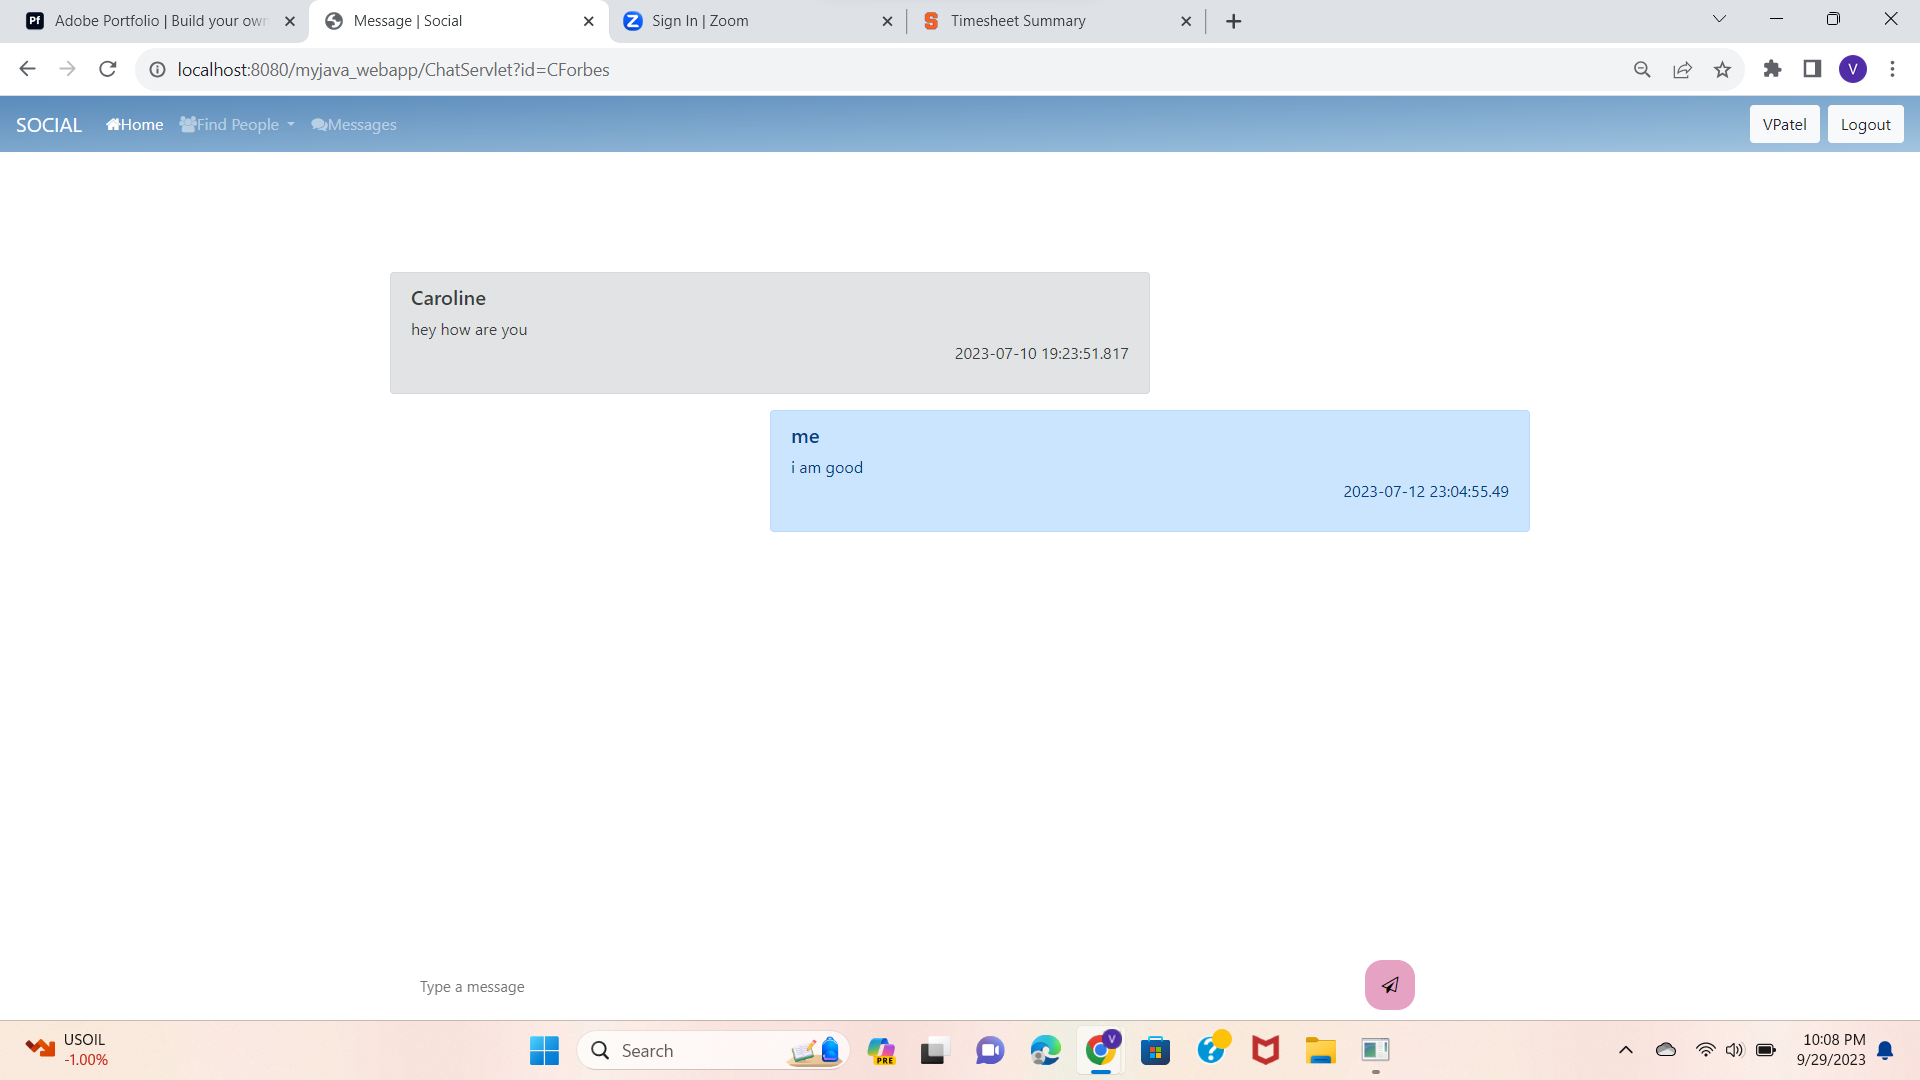 Pf Adobe Portfolio | Build your own
Message | Social
Z Sign In | Zoom
S Timesheet Summary
localhost:8080/myjava_webapp/ChatServlet?id=CForbes
V
SOCIAL Home Find People Messages VPatel Logout
Caroline
hey how are you
2023-07-10 19:23:51.817
me
i am good
2023-07-12 23:04:55.49
Type a message
USOIL
-1.00%
Search
PRE
V
10:08 PM
9/29/2023